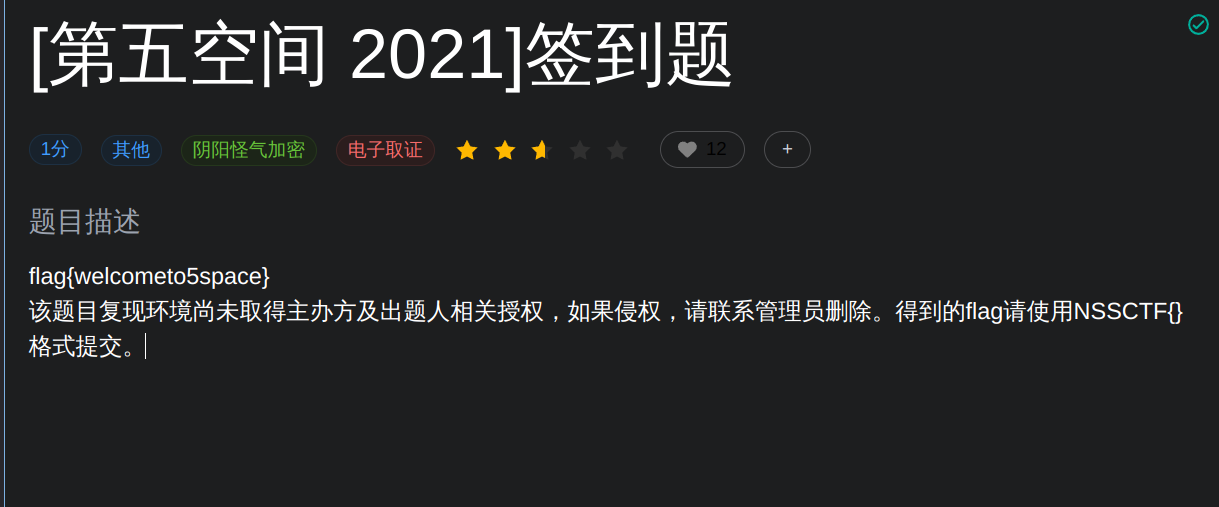 [第五空间 2021]签到题
1分 其他 阴阳怪气加密 电子取证 12 +
题目描述
flag{welcometo5space}
该题目复现环境尚未取得主办方及出题人相关授权，如果侵权，请联系管理员删除。得到的flag请使用NSSCTF{}
格式提交。